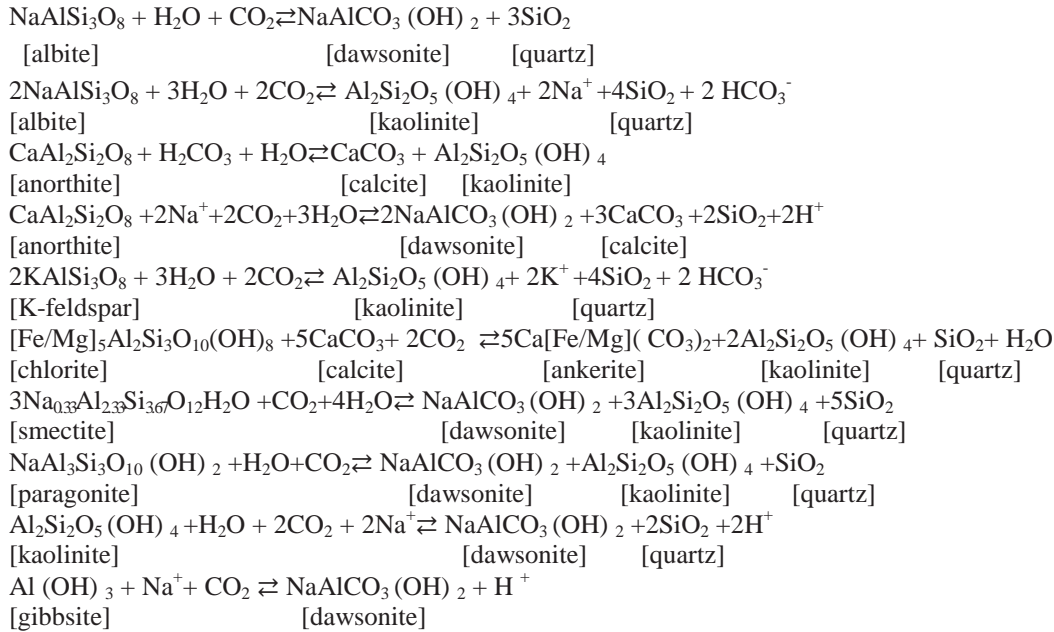 NaAlSi₃O₈ + H₂O + CO₂⇄NaAlCO₃ (OH) ₂ + 3SiO₂
[albite] [dawsonite] [quartz]
2NaAlSi₃O₈ + 3H₂O + 2CO₂⇄ Al₂Si₂O₅ (OH) ₄+ 2Na⁺ +4SiO₂ + 2 HCO₃⁻
[albite] [kaolinite] [quartz]
CaAl₂Si₂O₈ + H₂CO₃ + H₂O⇄CaCO₃ + Al₂Si₂O₅ (OH) ₄
[anorthite] [calcite] [kaolinite]
CaAl₂Si₂O₈ +2Na⁺+2CO₂+3H₂O⇄2NaAlCO₃ (OH) ₂ +3CaCO₃ +2SiO₂+2H⁺
[anorthite] [dawsonite] [calcite]
2KAlSi₃O₈ + 3H₂O + 2CO₂⇄ Al₂Si₂O₅ (OH) ₄+ 2K⁺ +4SiO₂ + 2 HCO₃⁻
[K-feldspar] [kaolinite] [quartz]
[Fe/Mg]₅Al₂Si₃O₁₀(OH)₈ +5CaCO₃+ 2CO₂ ⇄5Ca[Fe/Mg]( CO₃)₂+2Al₂Si₂O₅ (OH) ₄+ SiO₂+ H₂O
[chlorite] [calcite] [ankerite] [kaolinite] [quartz]
3Na₀.₃₃Al₂.₃₃Si₃.₆₇O₁₂H₂O +CO₂+4H₂O⇄ NaAlCO₃ (OH) ₂ +3Al₂Si₂O₅ (OH) ₄ +5SiO₂
[smectite] [dawsonite] [kaolinite] [quartz]
NaAl₃Si₃O₁₀ (OH) ₂ +H₂O+CO₂⇄ NaAlCO₃ (OH) ₂ +Al₂Si₂O₅ (OH) ₄ +SiO₂
[paragonite] [dawsonite] [kaolinite] [quartz]
Al₂Si₂O₅ (OH) ₄ +H₂O + 2CO₂ + 2Na⁺⇄ NaAlCO₃ (OH) ₂ +2SiO₂ +2H⁺
[kaolinite] [dawsonite] [quartz]
Al (OH) ₃ + Na⁺+ CO₂ ⇄ NaAlCO₃ (OH) ₂ + H ⁺
[gibbsite] [dawsonite]